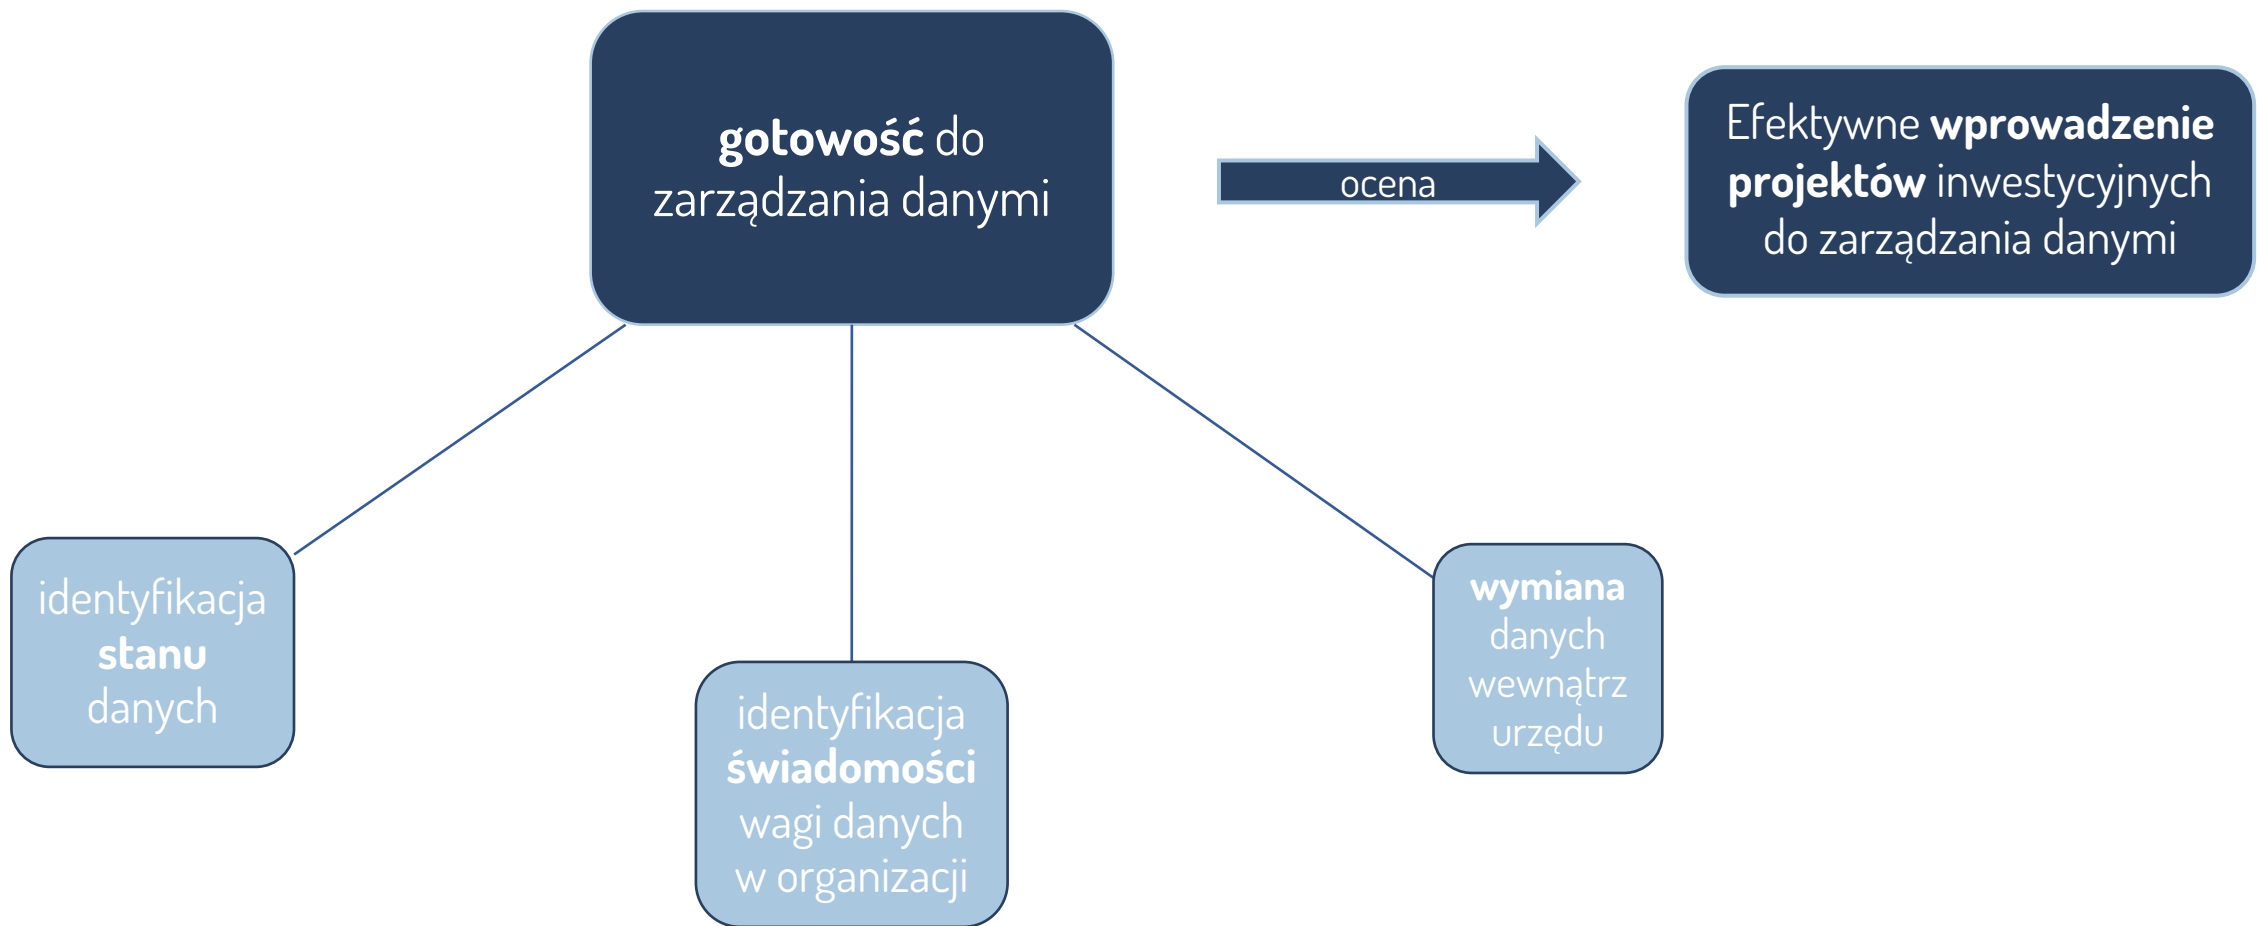 gotowość do
zarządzania danymi
ocena
Efektywne wprowadzenie
projektów inwestycyjnych
do zarządzania danymi
identyfikacja
stanu
danych
identyfikacja
świadomości
wagi danych
w organizacji
wymiana
danych
wewnątrz
urzędu